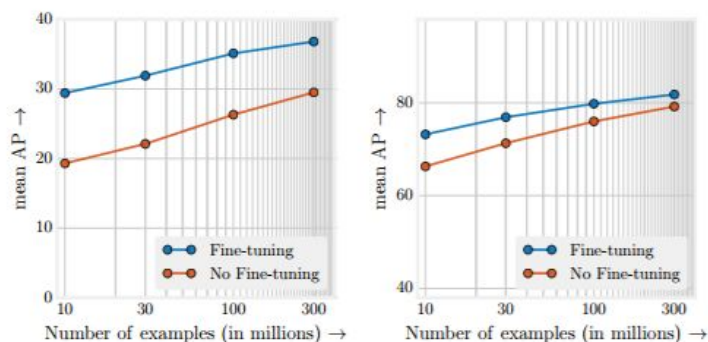 40
30
20
10
0
mean AP →
Fine-tuning
No Fine-tuning
10 30 100 300
Number of examples (in millions) →
80
60
40
mean AP →
Fine-tuning
No Fine-tuning
10 30 100 300
Number of examples (in millions) →